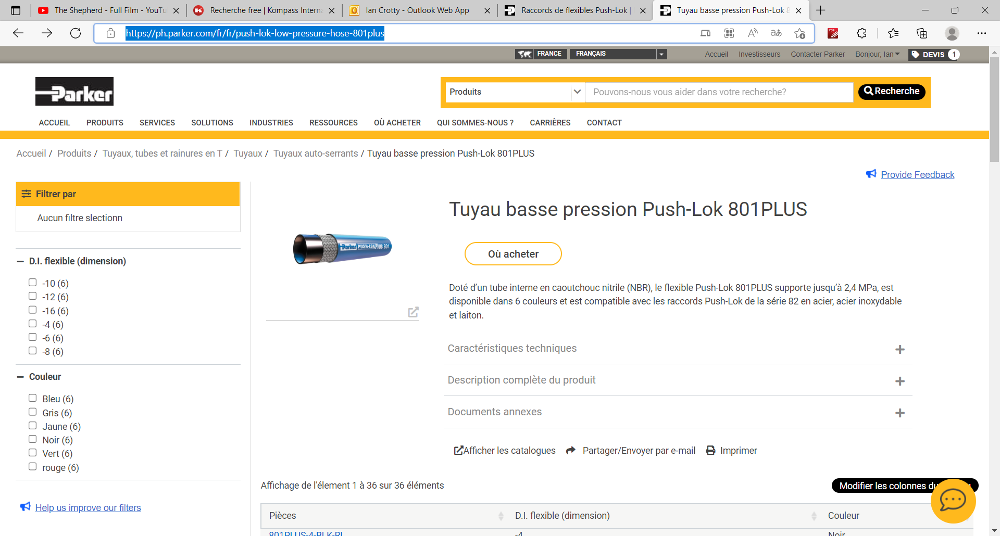 The Shepherd - Full Film - YouTu
Recherche free | Kompass Interna
Ian Crotty - Outlook Web App
Raccords de flexibles Push-Lok |
Tuyau basse pression Push-Lok 8
https://ph.parker.com/fr/fr/push-lok-low-pressure-hose-801plus
FRANCE
FRANÇAIS
Accueil
Investisseurs
Contacter Parker
Bonjour, Ian
DEVIS 1
Parker
Produits
Pouvons-nous vous aider dans votre recherche?
Recherche
ACCUEIL
PRODUITS
SERVICES
SOLUTIONS
INDUSTRIES
RESSOURCES
OÙ ACHETER
QUI SOMMES-NOUS ?
CARRIÈRES
CONTACT
Accueil / Produits / Tuyaux, tubes et rainures en T / Tuyaux / Tuyaux auto-serrants / Tuyau basse pression Push-Lok 801PLUS
Provide Feedback
Filtrer par
Aucun filtre slectionn
D.I. flexible (dimension)
-10 (6)
-12 (6)
-16 (6)
-4 (6)
-6 (6)
-8 (6)
Couleur
Bleu (6)
Gris (6)
Jaune (6)
Noir (6)
Vert (6)
rouge (6)
Help us improve our filters
Parker PUSH-LOK Plus 801
Tuyau basse pression Push-Lok 801PLUS
Où acheter
Doté d’un tube interne en caoutchouc nitrile (NBR), le flexible Push-Lok 801PLUS supporte jusqu’à 2,4 MPa, est
disponible dans 6 couleurs et est compatible avec les raccords Push-Lok de la série 82 en acier, acier inoxydable
et laiton.
Caractéristiques techniques
Description complète du produit
Documents annexes
Afficher les catalogues
Partager/Envoyer par e-mail
Imprimer
Affichage de l'élement 1 à 36 sur 36 éléments
Modifier les colonnes du
Pièces
D.I. flexible (dimension)
Couleur
801PLUS-4-BLK-RL
-4
Noir